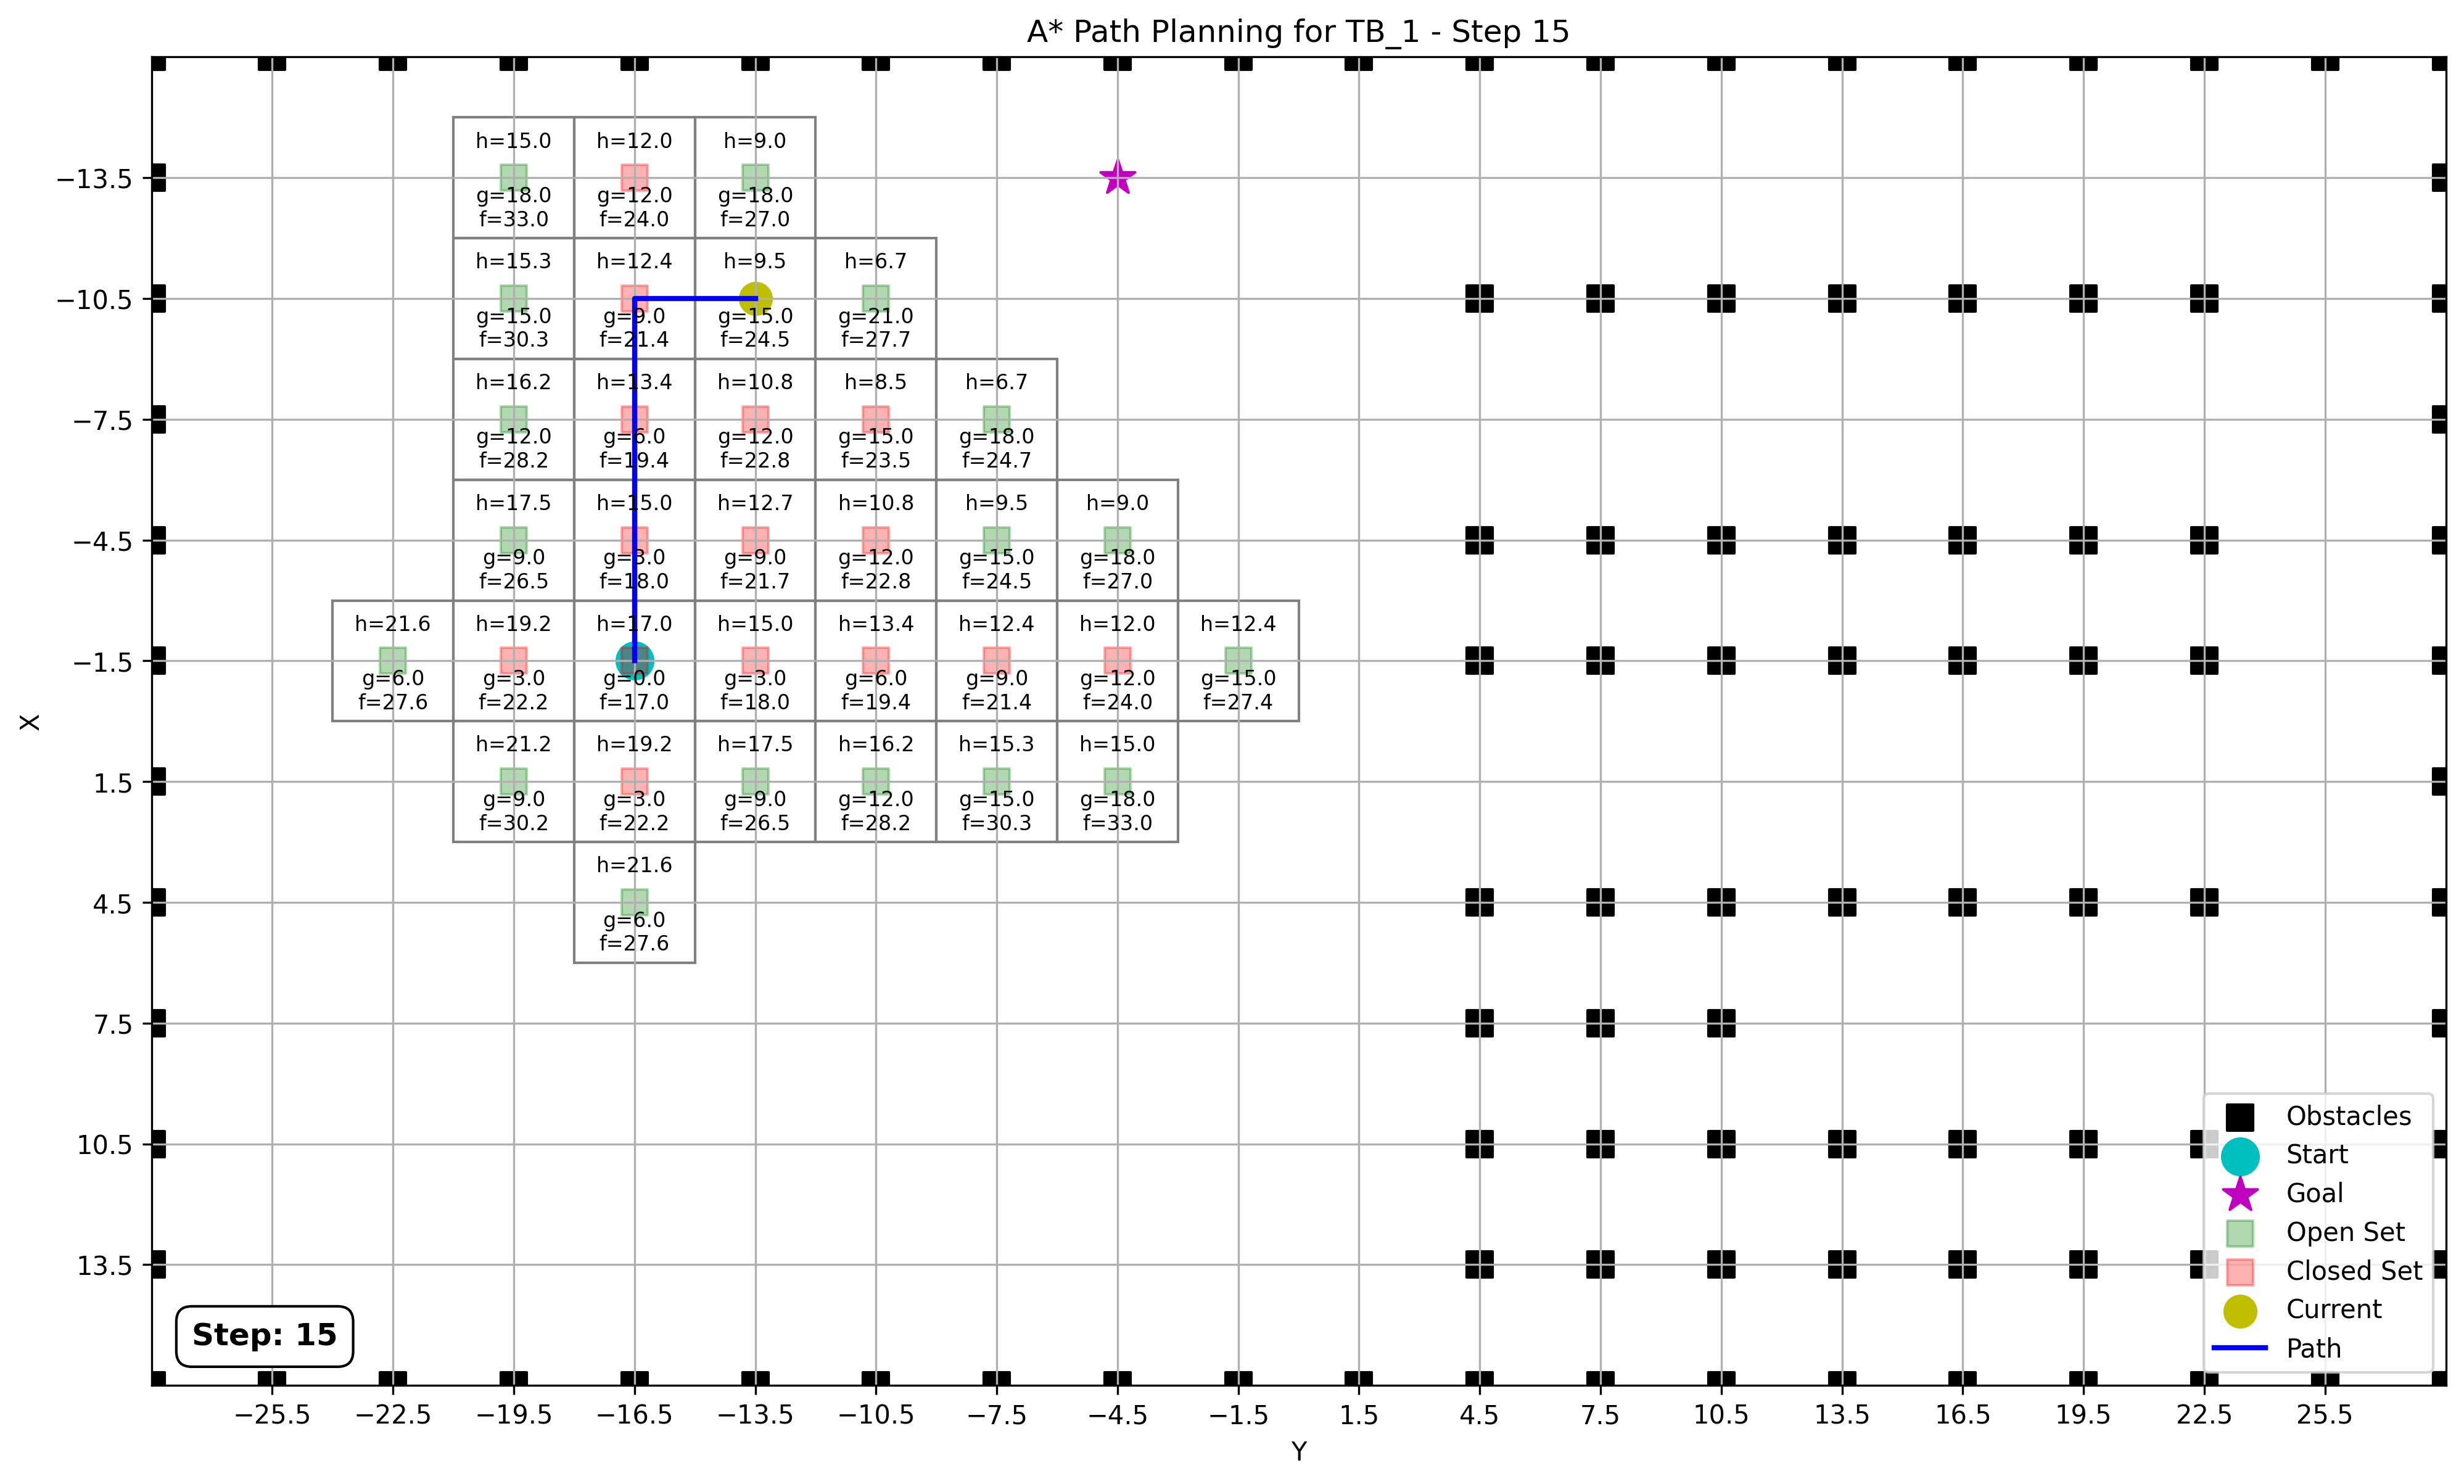 A* Path Planning for TB_1 - Step 15
h=15.0 h=12.0 h=9.0
−13.5
g=18.0 g=12.0 g=18.0
f=33.0 f=24.0 f=27.0
h=15.3 h=12.4 h=9.5 h=6.7
−10.5
g=15.0 g=9.0 g=15.0 g=21.0
f=30.3 f=21.4 f=24.5 f=27.7
h=16.2 h=13.4 h=10.8 h=8.5 h=6.7
−7.5
g=12.0 g=6.0 g=12.0 g=15.0 g=18.0
f=28.2 f=19.4 f=22.8 f=23.5 f=24.7
h=17.5 h=15.0 h=12.7 h=10.8 h=9.5 h=9.0
−4.5
g=9.0 g=3.0 g=9.0 g=12.0 g=15.0 g=18.0
f=26.5 f=18.0 f=21.7 f=22.8 f=24.5 f=27.0
h=21.6 h=19.2 h=17.0 h=15.0 h=13.4 h=12.4 h=12.0 h=12.4
−1.5
g=6.0 g=3.0 g=0.0 g=3.0 g=6.0 g=9.0 g=12.0 g=15.0
f=27.6 f=22.2 f=17.0 f=18.0 f=19.4 f=21.4 f=24.0 f=27.4
X
h=21.2 h=19.2 h=17.5 h=16.2 h=15.3 h=15.0
1.5
g=9.0 g=3.0 g=9.0 g=12.0 g=15.0 g=18.0
f=30.2 f=22.2 f=26.5 f=28.2 f=30.3 f=33.0
h=21.6
4.5
g=6.0
f=27.6
7.5
10.5
13.5
Obstacles
Start
Goal
Open Set
Closed Set
Current
Path
Step: 15
−25.5 −22.5 −19.5 −16.5 −13.5 −10.5 −7.5 −4.5 −1.5 1.5 4.5 7.5 10.5 13.5 16.5 19.5 22.5 25.5
Y